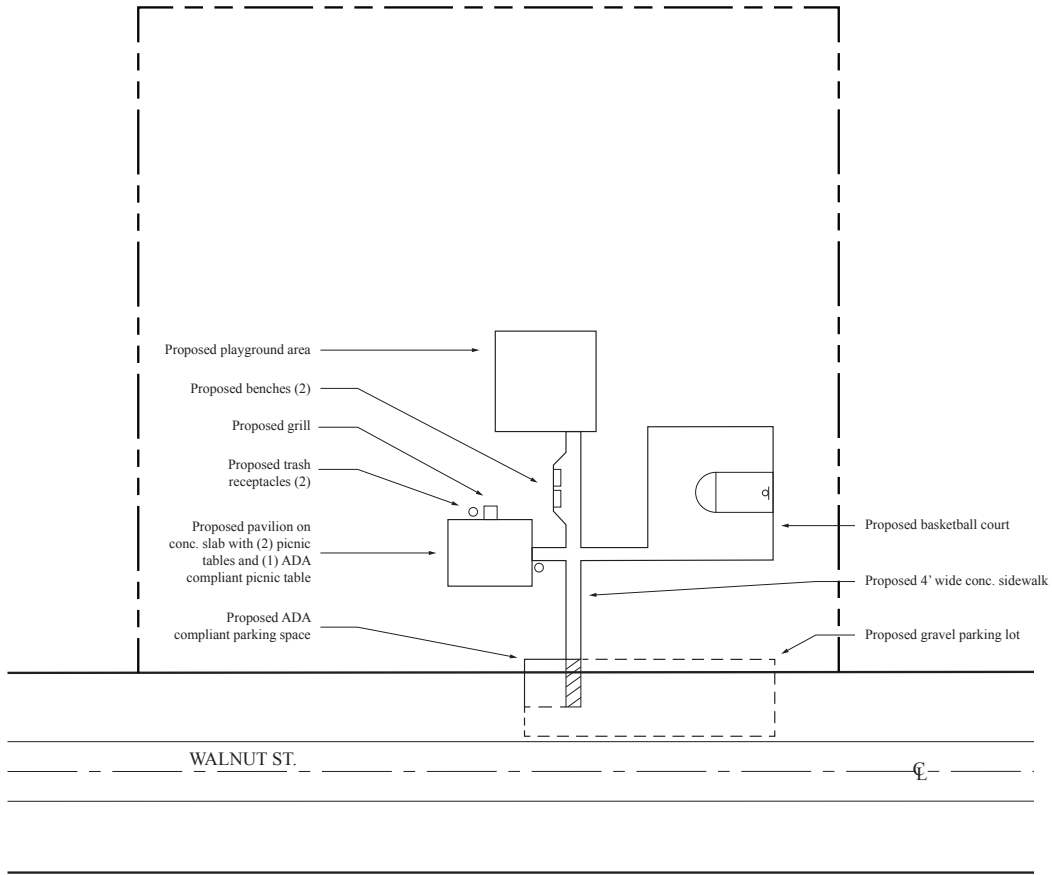 Proposed playground area
Proposed benches (2)
Proposed grill
Proposed trash
receptacles (2)
Proposed pavilion on
conc. slab with (2) picnic
tables and (1) ADA
compliant picnic table
Proposed ADA
compliant parking space
Proposed basketball court
Proposed 4' wide conc. sidewalk
Proposed gravel parking lot
WALNUT ST.
℄